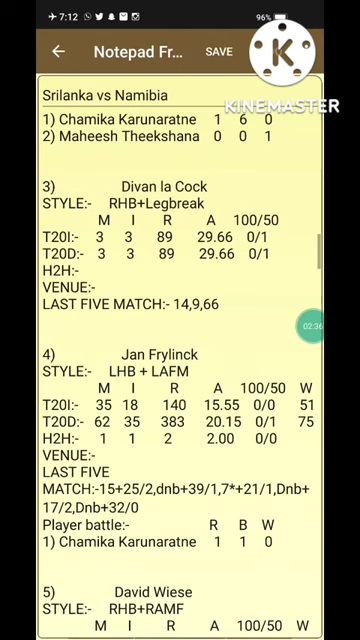 7:12
96%
Notepad Fr...
SAVE
K
KINEMASTER
Srilanka vs Namibia
1) Chamika Karunaratne 1 6 0
2) Maheesh Theekshana 0 0 1
3) Divan la Cock
STYLE:- RHB+Legbreak
M I R A 100/50
T20I:- 3 3 89 29.66 0/1
T20D:- 3 3 89 29.66 0/1
H2H:-
VENUE:-
LAST FIVE MATCH:- 14,9,66
02:36
4) Jan Frylinck
STYLE:- LHB + LAFM
M I R A 100/50 W
T20I:- 35 18 140 15.55 0/0 51
T20D:- 62 35 383 20.15 0/1 75
H2H:- 1 1 2 2.00 0/0
VENUE:-
LAST FIVE
MATCH:-15+25/2,dnb+39/1,7*+21/1,Dnb+
17/2,Dnb+32/0
Player battle:- R B W
1) Chamika Karunaratne 1 1 0
5) David Wiese
STYLE:- RHB+RAMF
M I R A 100/50 W